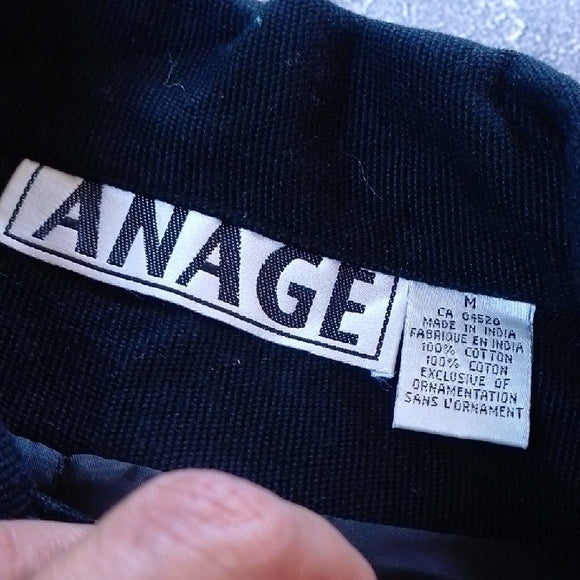 ANAGE
M
CA 04520
MADE IN INDIA
FABRIQUE EN INDIA
100% COTTON
100% COTON
EXCLUSIVE OF
ORNAMENTATION
SANS L'ORNAMENT